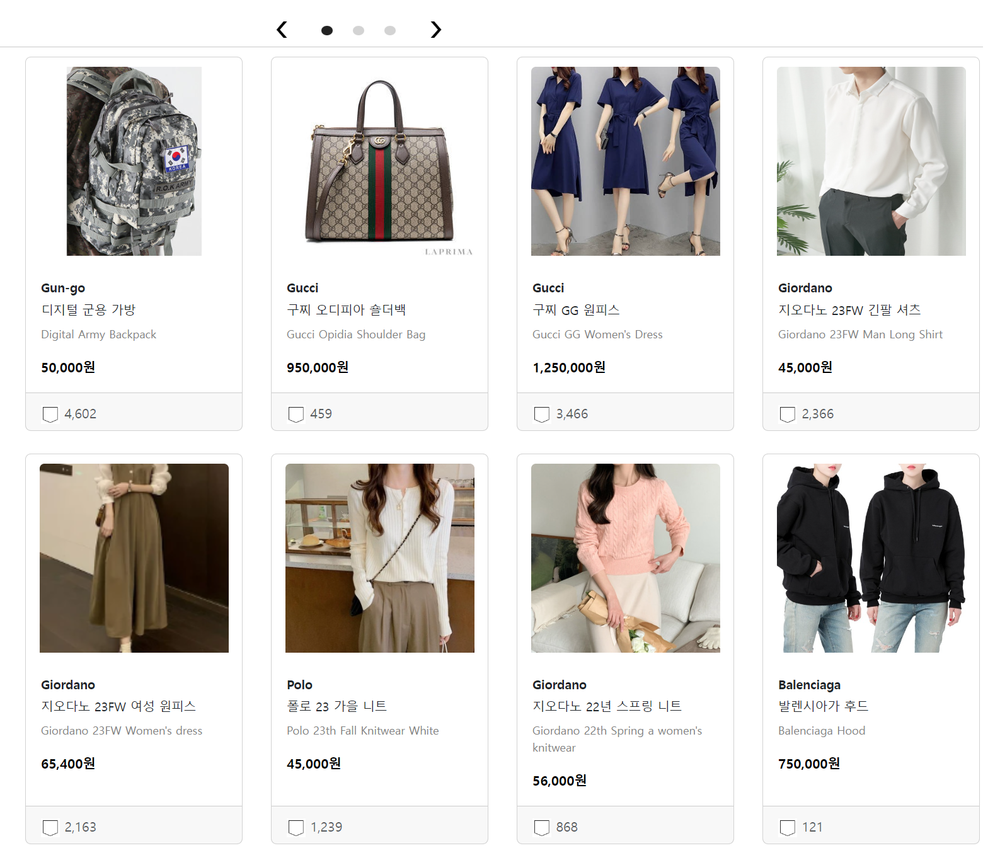 KOREA
R.O.K ARMY
LAPRIMA
Gun-go
디지털 군용 가방
Digital Army Backpack
50,000원
4,602
Gucci
구찌 오디피아 숄더백
Gucci Opidia Shoulder Bag
950,000원
459
Gucci
구찌 GG 원피스
Gucci GG Women's Dress
1,250,000원
3,466
Giordano
지오다노 23FW 긴팔 셔츠
Giordano 23FW Man Long Shirt
45,000원
2,366
Giordano
지오다노 23FW 여성 원피스
Giordano 23FW Women's dress
65,400원
2,163
Polo
폴로 23 가을 니트
Polo 23th Fall Knitwear White
45,000원
1,239
Giordano
지오다노 22년 스프링 니트
Giordano 22th Spring a women's
knitwear
56,000원
868
Balenciaga
발렌시아가 후드
Balenciaga Hood
750,000원
121